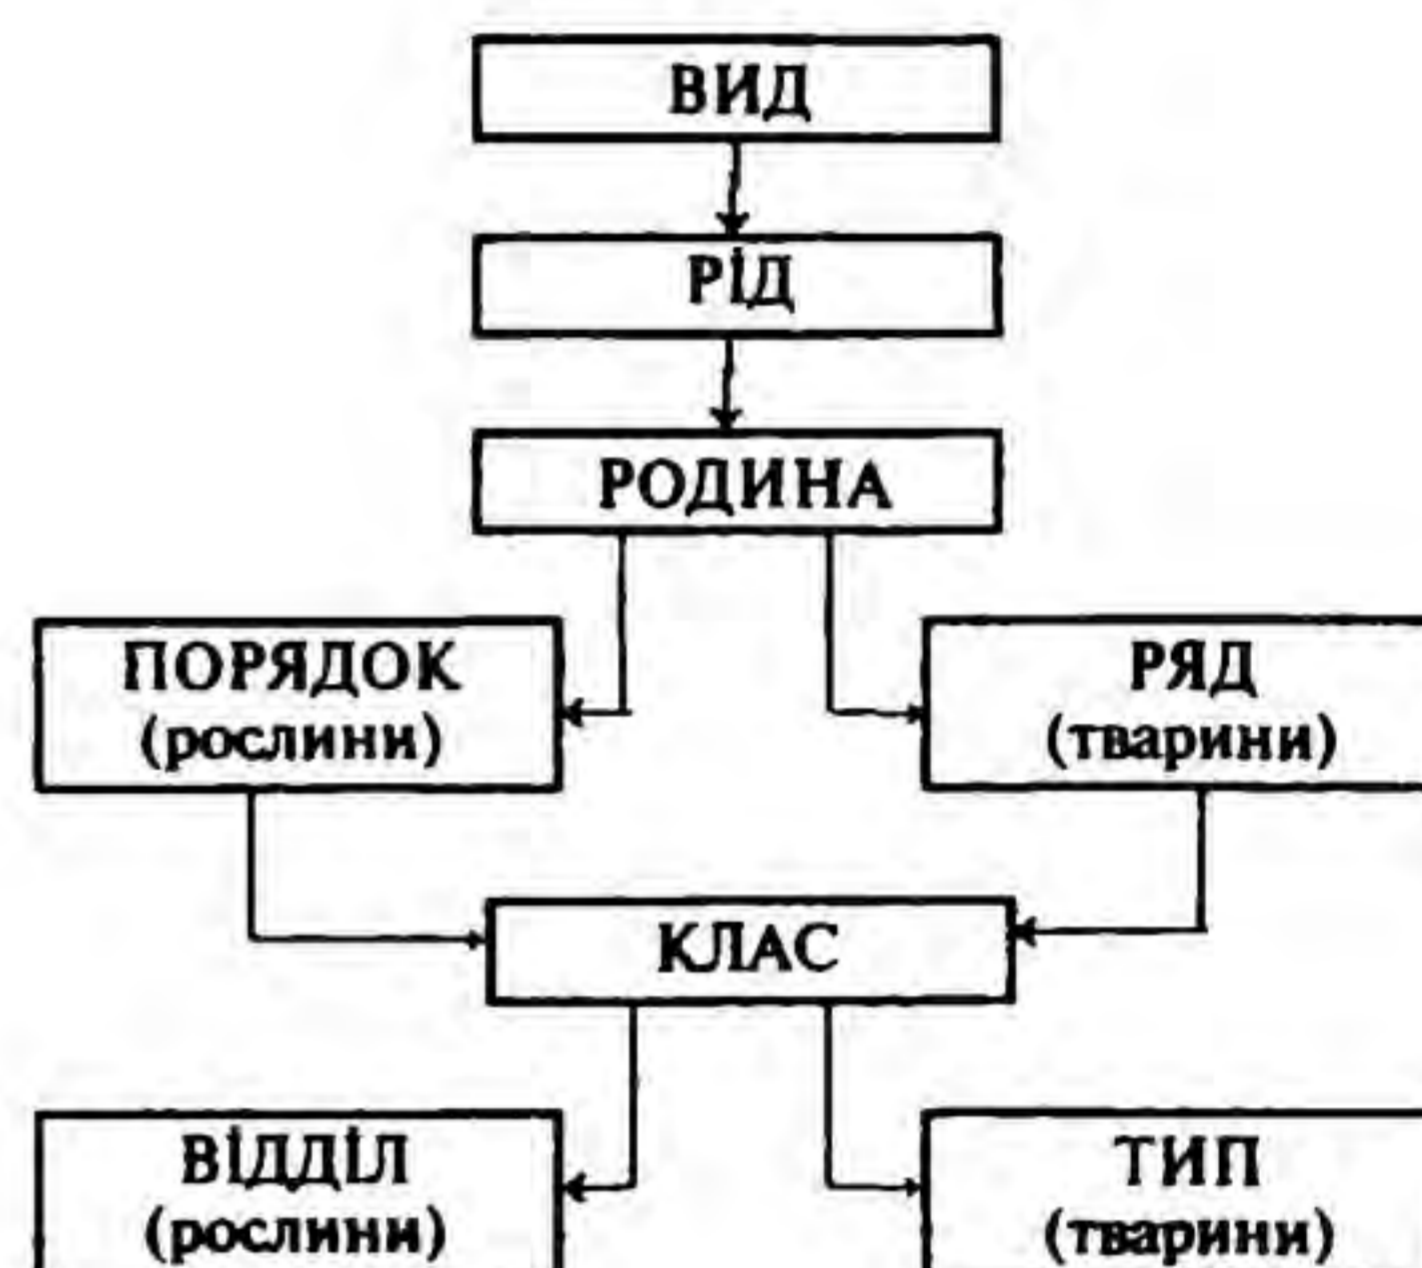 ВИД
РІД
РОДИНА
ПОРЯДОК
(рослини)
РЯД
(тварини)
КЛАС
ВІДДІЛ
(рослини)
ТИП
(тварини)